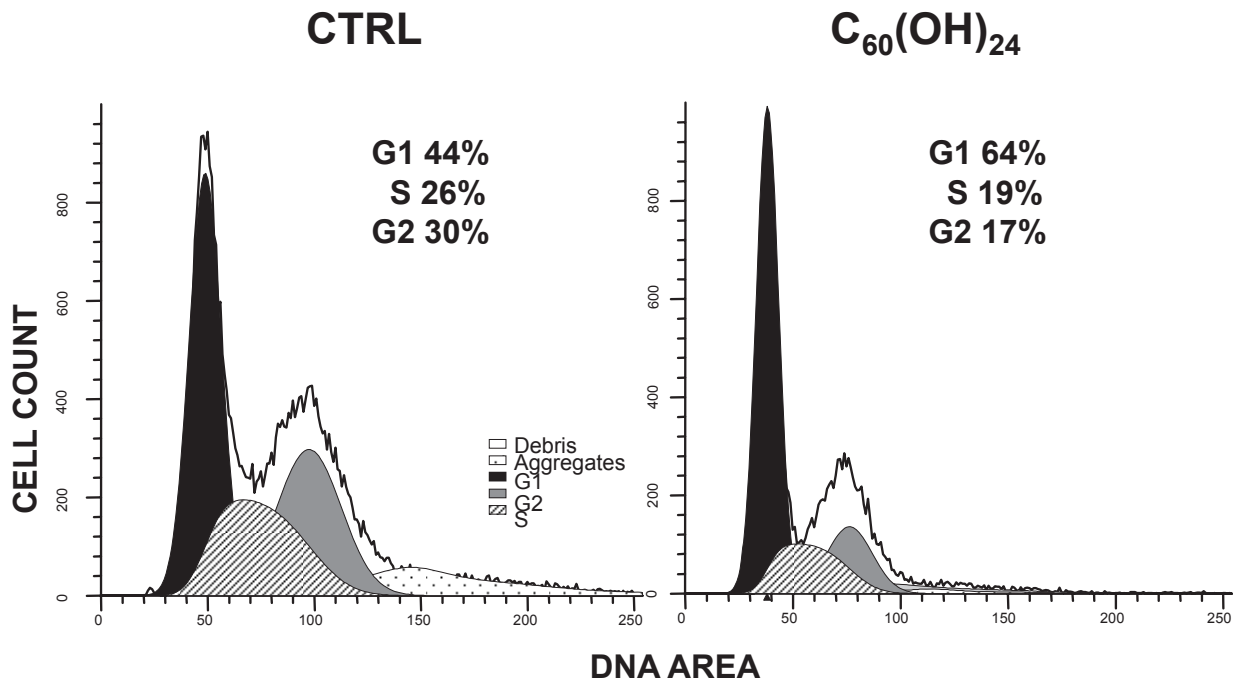 CTRL
C60(OH)24
G1 44%
S 26%
G2 30%
G1 64%
S 19%
G2 17%
CELL COUNT
800
600
400
200
0
800
600
400
200
0
Debris
Aggregates
G1
G2
S
0 50 100 150 200 250
0 50 100 150 200 250
DNA AREA